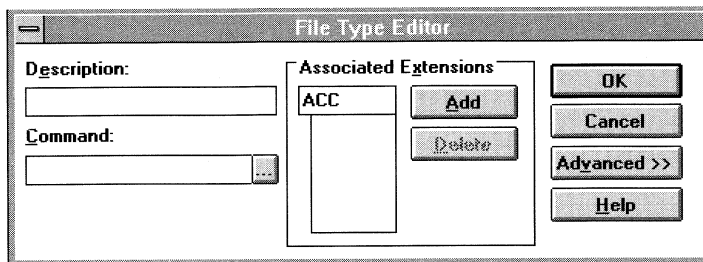 File Type Editor
Description:
Command:
...
Associated Extensions
ACC
Add
Delete
OK
Cancel
Advanced >>
Help